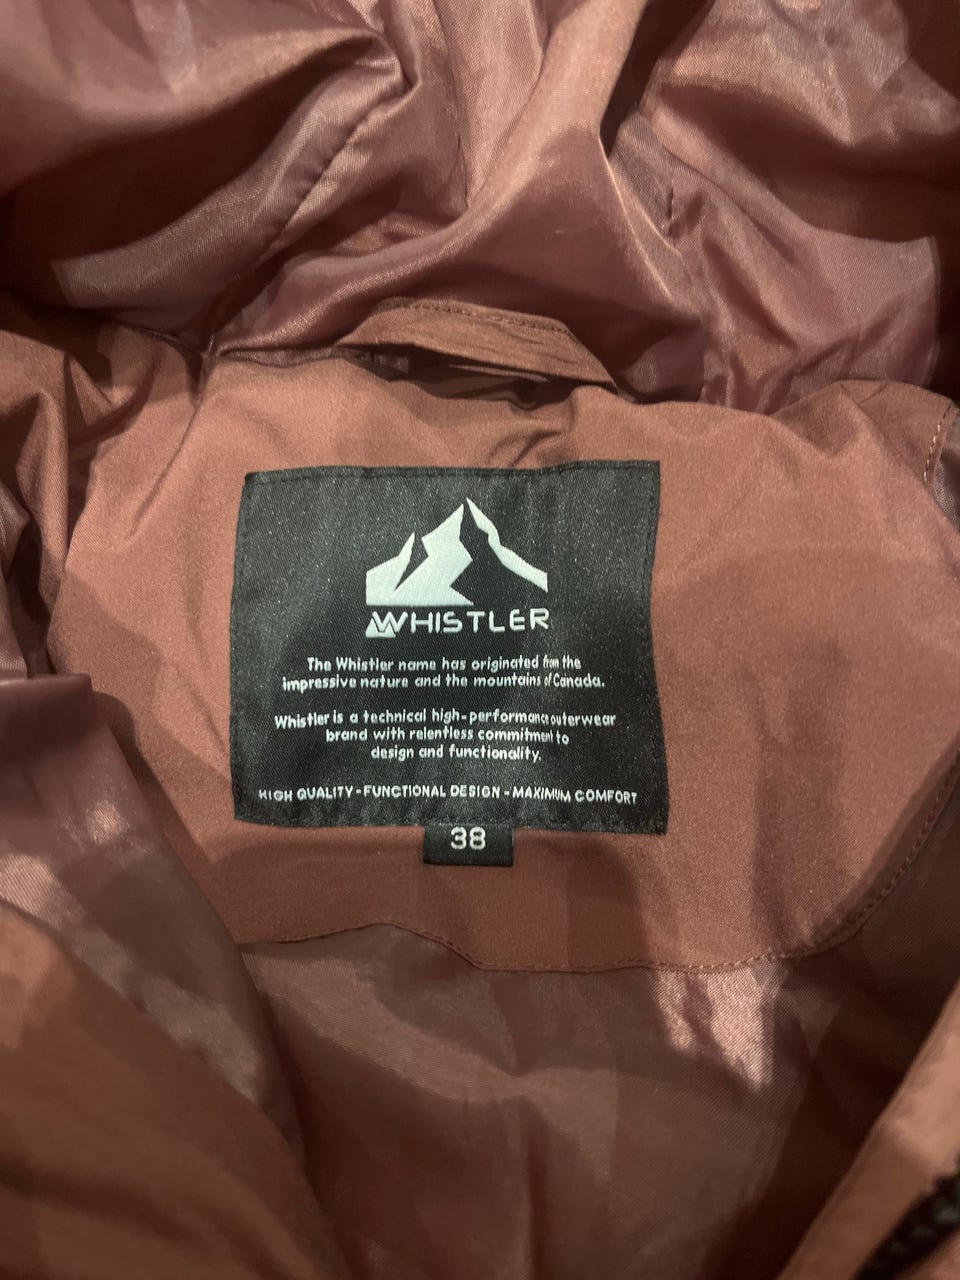 WHISTLER
The Whistler name has originated from the
impressive nature and the mountains of Canada.
Whistler is a technical high-performance outerwear
brand with relentless commitment to
design and functionality.
HIGH QUALITY - FUNCTIONAL DESIGN - MAXIMUM COMFORT
38